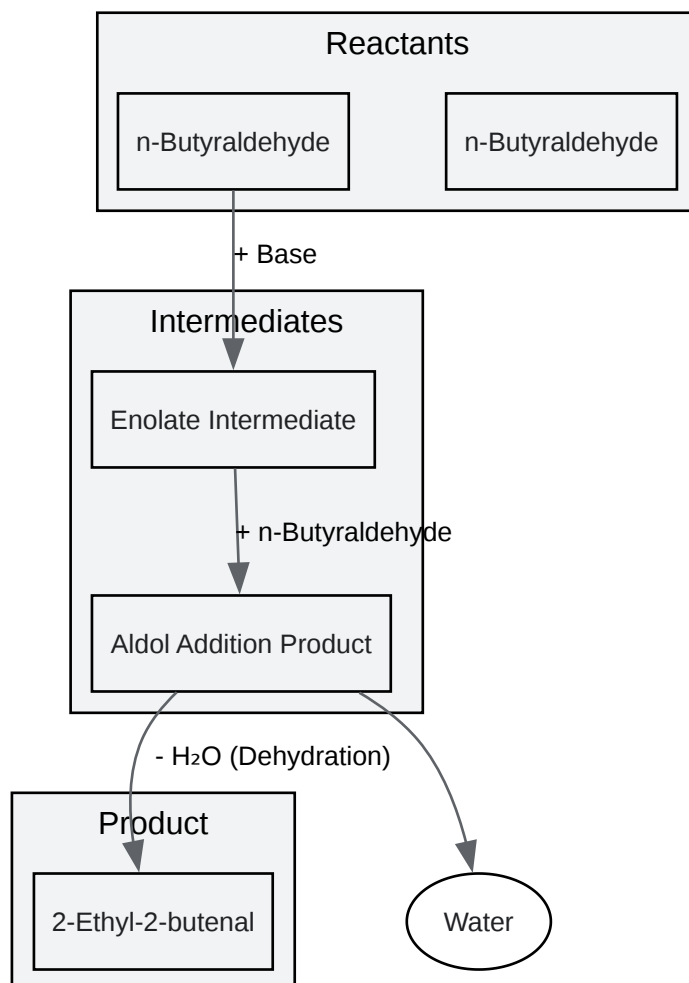 Reactants
n-Butyraldehyde
n-Butyraldehyde
+ Base
Intermediates
Enolate Intermediate
+ n-Butyraldehyde
Aldol Addition Product
- H₂O (Dehydration)
Product
2-Ethyl-2-butenal
Water